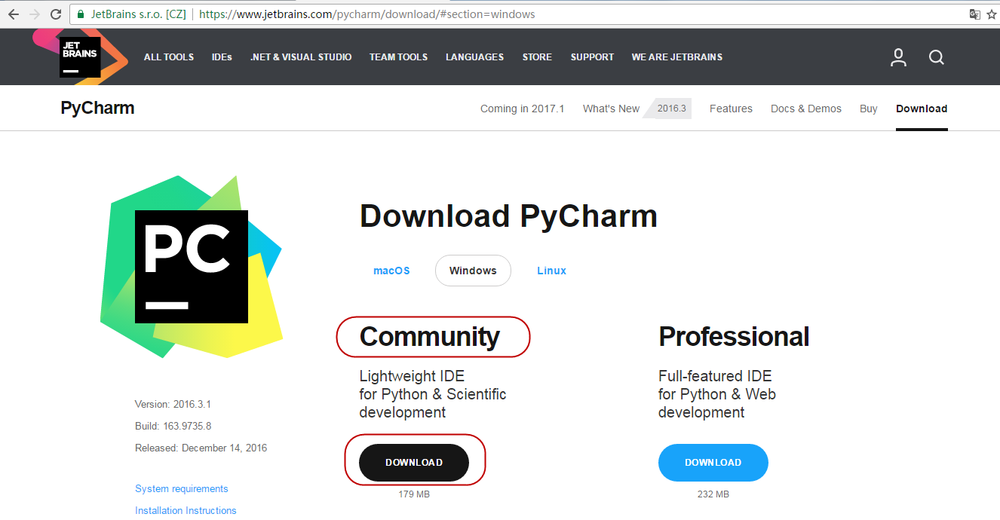 JetBrains s.r.o. [CZ] | https://www.jetbrains.com/pycharm/download/#section=windows
JET
BRAINS
ALL TOOLS IDEs .NET & VISUAL STUDIO TEAM TOOLS LANGUAGES STORE SUPPORT WE ARE JETBRAINS
PyCharm
Coming in 2017.1 What's New 2016.3 Features Docs & Demos Buy Download
PC
Download PyCharm
macOS Windows Linux
Community
Lightweight IDE
for Python & Scientific
development
DOWNLOAD
179 MB
Professional
Full-featured IDE
for Python & Web
development
DOWNLOAD
232 MB
Version: 2016.3.1
Build: 163.9735.8
Released: December 14, 2016
System requirements
Installation Instructions